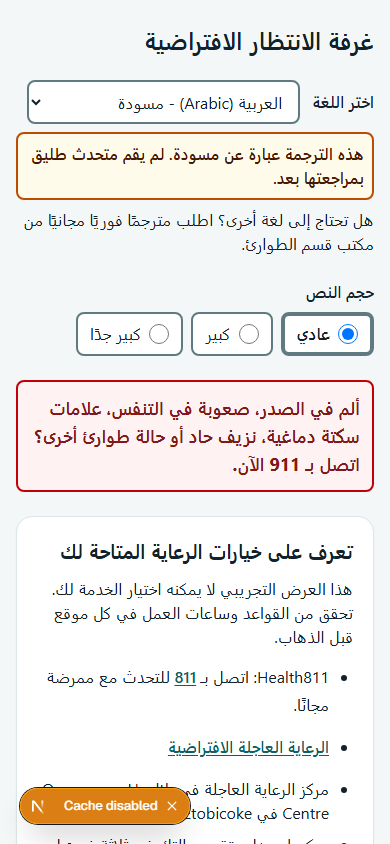 غرفة الانتظار الافتراضية
اختر اللغة
العربية (Arabic) - مسودة
هذه الترجمة عبارة عن مسودة. لم يقم متحدث طليق
بمراجعتها بعد.
هل تحتاج إلى لغة أخرى؟ اطلب مترجمًا فوريًا مجانيًا من
مكتب قسم الطوارئ.
حجم النص
عادي
كبير
كبير جدًا
ألم في الصدر، صعوبة في التنفس، علامات
سكتة دماغية، نزيف حاد أو حالة طوارئ أخرى؟
اتصل بـ 911 الآن.
تعرف على خيارات الرعاية المتاحة لك
هذا العرض التجريبي لا يمكنه اختيار الخدمة لك.
تحقق من القواعد وساعات العمل في كل موقع
قبل الذهاب.
Health811: اتصل بـ 811 للتحدث مع ممرضة
مجانًا.
الرعاية العاجلة الافتراضية
مركز الرعاية العاجلة في
Centre في Etobicoke
Cache disabled